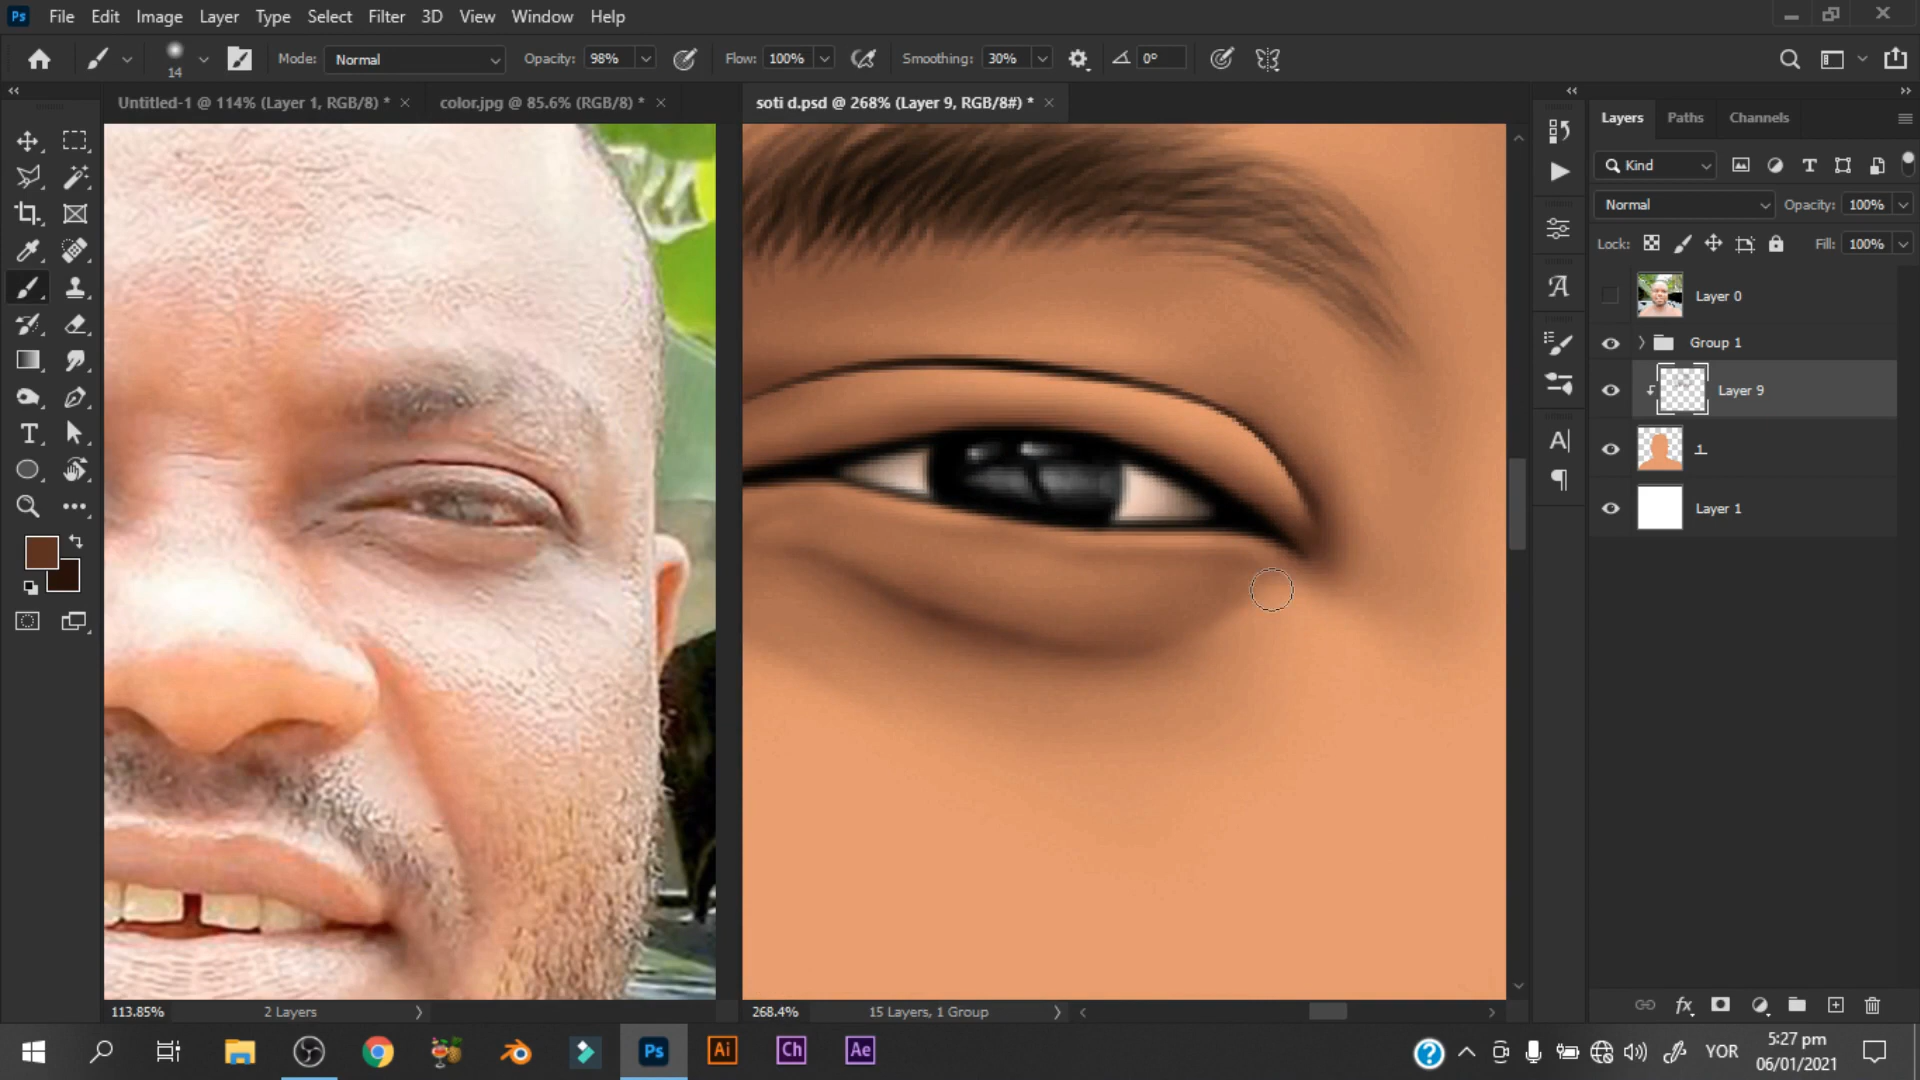 Ps File Edit Image Layer Type Select Filter 3D View Window Help
14 Mode: Normal Opacity: 98% Flow: 100% Smoothing: 30% 0°
Untitled-1 @ 114% (Layer 1, RGB/8) * × color.jpg @ 85.6% (RGB/8) * × soti d.psd @ 268% (Layer 9, RGB/8#) * ×
Layers Paths Channels
Kind
Normal Opacity: 100%
Lock: Fill: 100%
Layer 0
Group 1
Layer 9
Layer 1
113.85% 2 Layers 268.4% 15 Layers, 1 Group
Ps Ai Ch Ae YOR 5:27 pm
06/01/2021